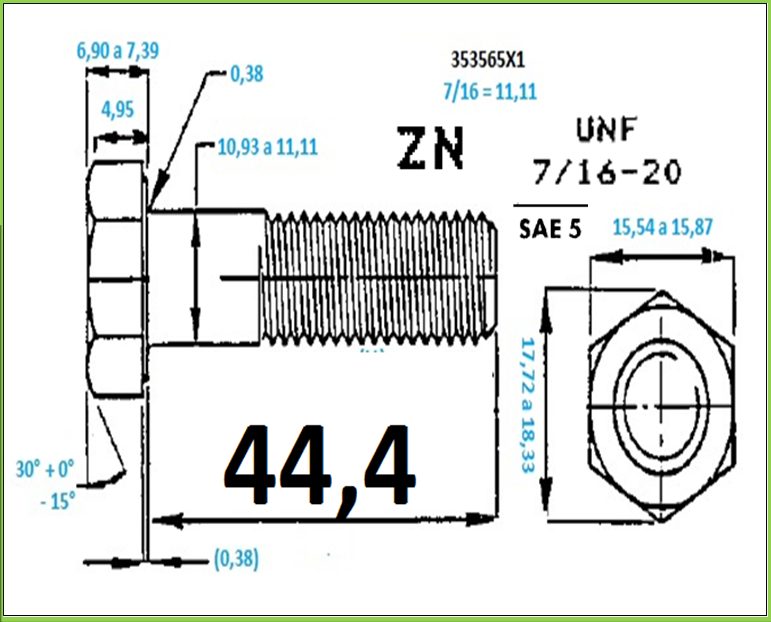 6,90 a 7,39
353565X1
0,38
7/16 = 11,11
4,95
10,93 a 11,11
ZN
UNF
7/16-20
SAE 5
15,54 a 15,87
17,72 a 18,33
44,4
30° + 0°
- 15°
(0,38)